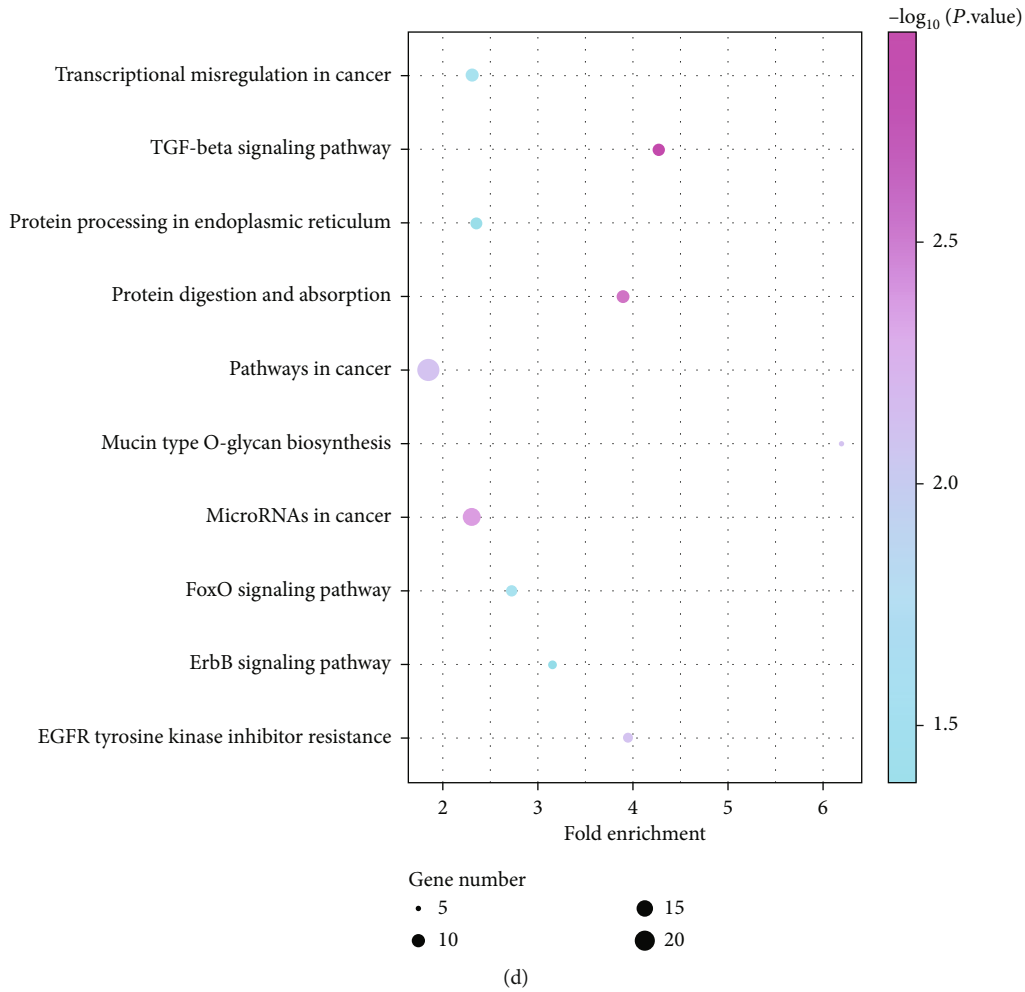 –log10 (P.value)
Transcriptional misregulation in cancer
TGF-beta signaling pathway
Protein processing in endoplasmic reticulum
Protein digestion and absorption
Pathways in cancer
Mucin type O-glycan biosynthesis
MicroRNAs in cancer
FoxO signaling pathway
ErbB signaling pathway
EGFR tyrosine kinase inhibitor resistance
2.5
2.0
1.5
2 3 4 5 6
Fold enrichment
Gene number
5 15
10 20
(d)